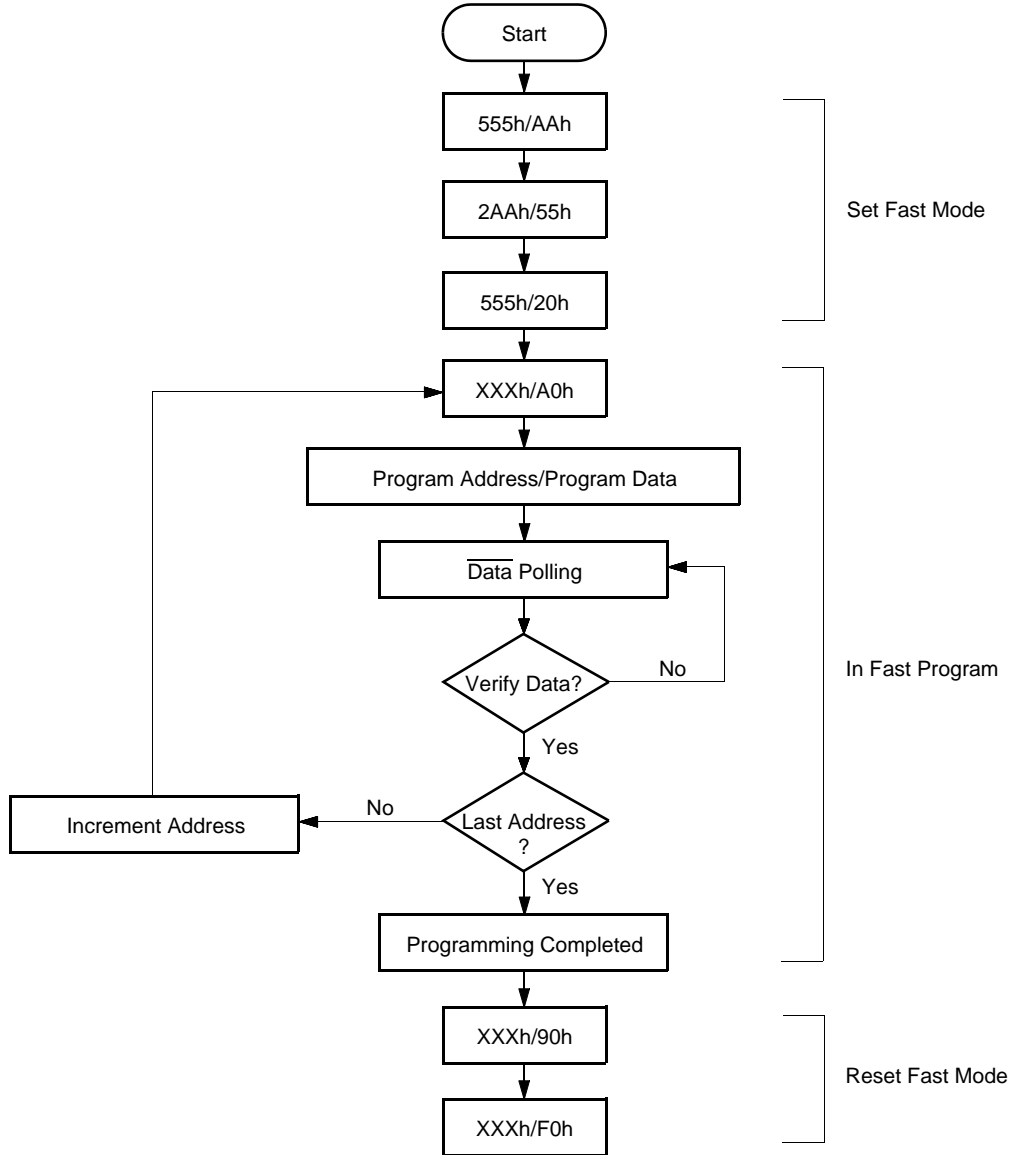 Start
555h/AAh
2AAh/55h
Set Fast Mode
555h/20h
XXXh/A0h
Program Address/Program Data
Data Polling
Verify Data?
No
In Fast Program
Yes
Increment Address
No
Last Address
?
Yes
Programming Completed
XXXh/90h
Reset Fast Mode
XXXh/F0h